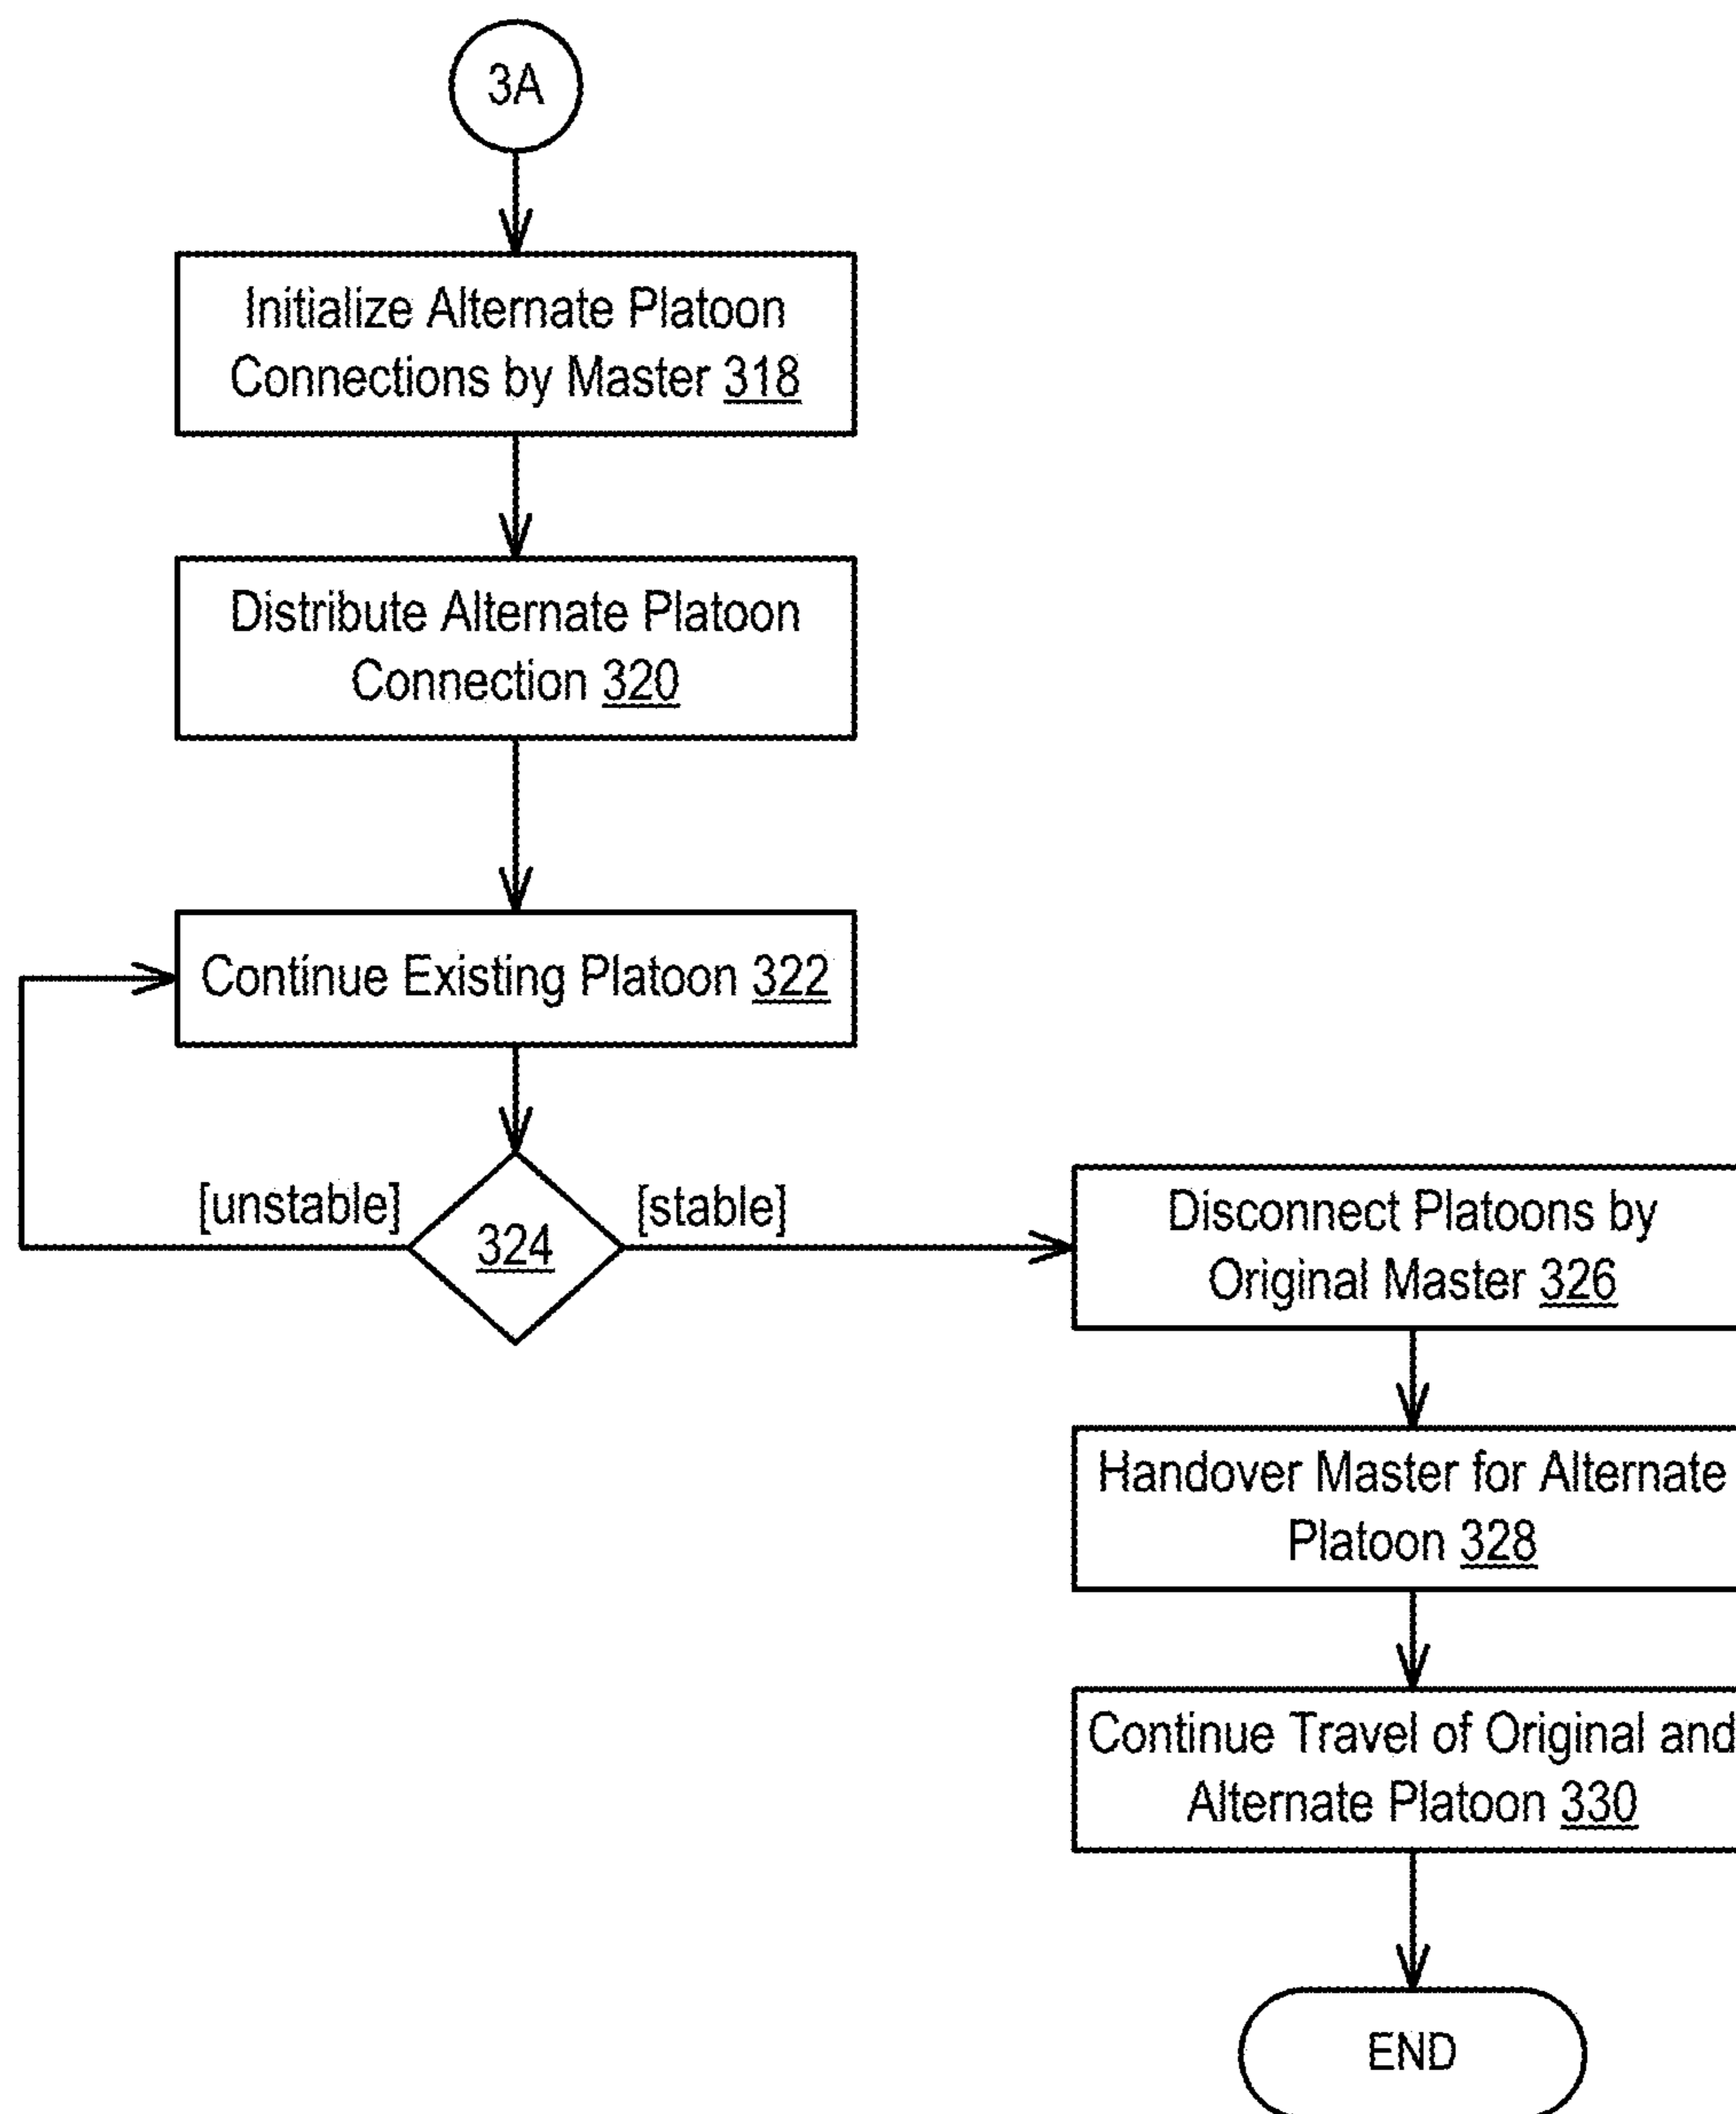 3A
Initialize Alternate Platoon
Connections by Master 318
Distribute Alternate Platoon
Connection 320
Continue Existing Platoon 322
[unstable]
324
[stable]
Disconnect Platoons by
Original Master 326
Handover Master for Alternate
Platoon 328
Continue Travel of Original and
Alternate Platoon 330
END